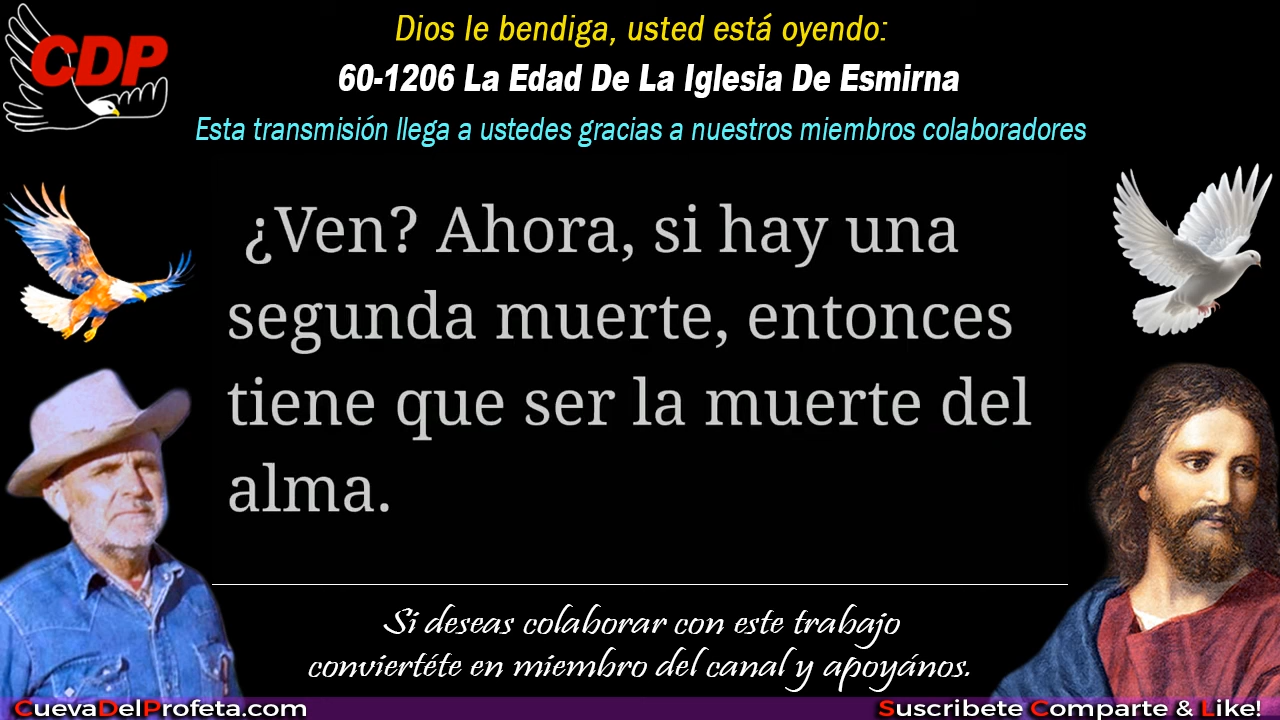 CDP
Dios le bendiga, usted está oyendo:
60-1206 La Edad De La Iglesia De Esmirna
Esta transmisión llega a ustedes gracias a nuestros miembros colaboradores
¿Ven? Ahora, si hay una
segunda muerte, entonces
tiene que ser la muerte del
alma.
Si deseas colaborar con este trabajo
conviertéte en miembro del canal y apoyános.
CuevaDelProfeta.com
Suscribete Comparte & Like!